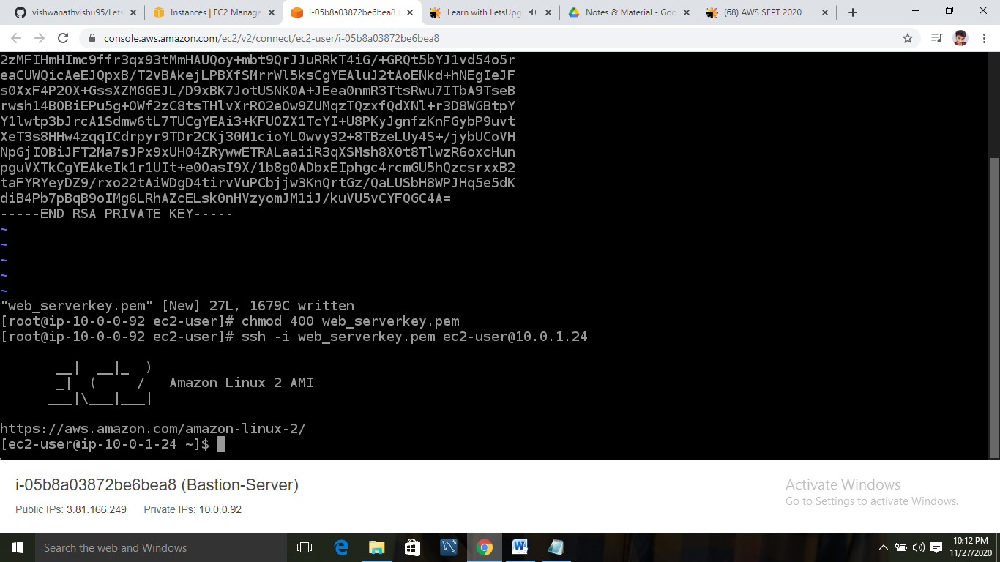 vishwanathvishu95/Lets
Instances | EC2 Manage
i-05b8a03872be6bea8 (
Learn with LetsUpg
Notes & Material - Goo
(68) AWS SEPT 2020
console.aws.amazon.com/ec2/v2/connect/ec2-user/i-05b8a03872be6bea8
2zMFIHmHImc9ffr3qx93tMmHAUQoy+mbt9QrJJuRRkT4iG/+GRQt5bYJ1vd54o5r
eaCUWQicAeEJQpxB/T2vBAkejLPBXfSMrrWl5ksCgYEAluJ2tAoENkd+hNEgIeJF
s0XxF4P2OX+GssXZMGGEJL/D9xBK7JotUSNK0A+JEea0nmR3TtsRwu7ITbA9TseB
rwsh14BOBiEPu5g+OWf2zC8tsTHlvXrRO2eOw9ZUMqzTQzxfQdXNl+r3D8WGBtpY
Y1lwtp3bJrcA1Sdmw6tL7TUCgYEAi3+KFUOZX1TcYI+U8PKyJgnfzKnFGybP9uvt
XeT3s8HHw4zqqICdrpyr9TDr2CKj30M1cioYL0wvy32+8TBzeLUy4S+/jybUCoVH
NpGjIOBiJFT2Ma7sJPx9xUH04ZRywwETRALaaiiR3qXSMsh8X0t8TlwzR6oxcHun
pguVXTkCgYEAkeIk1r1UIt+e0OasI9X/1b8g0ADbxEIphgc4rcmGU5hQzcsrxxB2
taFYRYeyDZ9/rxo22tAiWDgD4tirvVuPCbjjw3KnQrtGz/QaLUSbH8WPJHq5e5dK
diB4Pb7pBqB9oIMg6LRhAZcELsk0nHVzyomJM1iJ/kuVU5vCYFQGC4A=
-----END RSA PRIVATE KEY-----
~
~
~
~
~
"web_serverkey.pem" [New] 27L, 1679C written
[root@ip-10-0-0-92 ec2-user]# chmod 400 web_serverkey.pem
[root@ip-10-0-0-92 ec2-user]# ssh -i web_serverkey.pem ec2-user@10.0.1.24
__|  __|_  )
_|  (     /   Amazon Linux 2 AMI
___|\___|___|
https://aws.amazon.com/amazon-linux-2/
[ec2-user@ip-10-0-1-24 ~]$
i-05b8a03872be6bea8 (Bastion-Server)
Public IPs: 3.81.166.249 Private IPs: 10.0.0.92
Activate Windows
Go to Settings to activate Windows.
Search the web and Windows
10:12 PM
11/27/2020